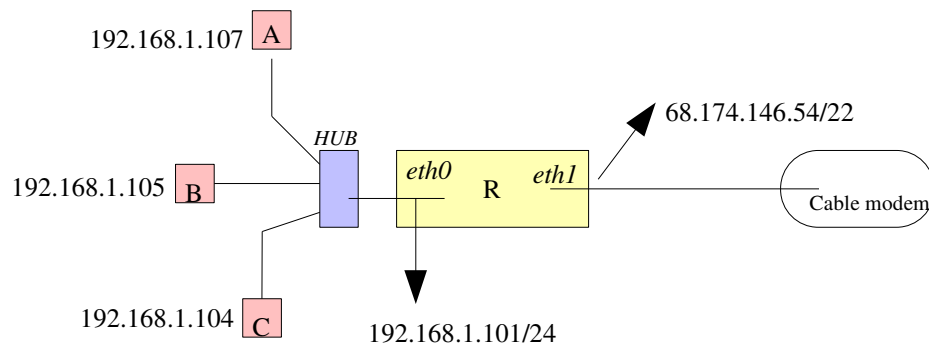 192.168.1.107
A
HUB
68.174.146.54/22
eth0
eth1
R
192.168.1.105
B
Cable modem
192.168.1.104
C
192.168.1.101/24